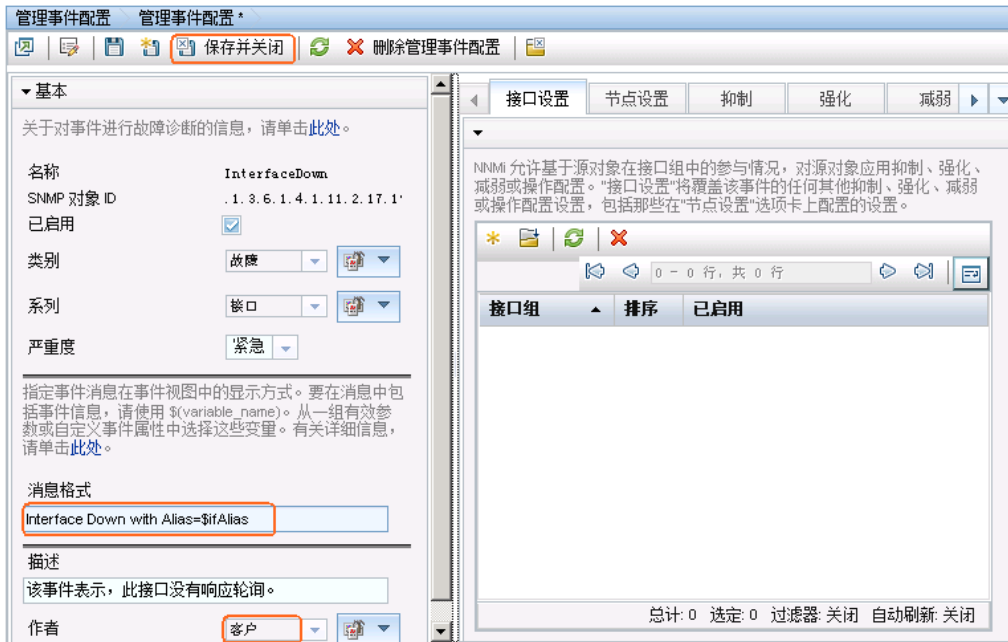 管理事件配置 管理事件配置 *
保存并关闭 删除管理事件配置
基本
关于对事件进行故障诊断的信息，请单击此处。
名称 InterfaceDown
SNMP 对象 ID .1.3.6.1.4.1.11.2.17.1
已启用
类别 故障
系列 接口
严重度 紧急
指定事件消息在事件视图中的显示方式。要在消息中包
括事件信息，请使用 $(variable_name)。从一组有效参
数或自定义事件属性中选择这些变量。有关详细信息，
请单击此处。
消息格式
Interface Down with Alias=$ifAlias
描述
该事件表示，此接口没有响应轮询。
作者 客户
接口设置 节点设置 抑制 强化 减弱
NNMi 允许基于源对象在接口组中的参与情况，对源对象应用抑制、强化、
减弱或操作配置。"接口设置"将覆盖该事件的任何其他抑制、强化、减弱
或操作配置设置，包括那些在"节点设置"选项卡上配置的设置。
0 - 0 行，共 0 行
接口组 排序 已启用
总计: 0 选定: 0 过滤器: 关闭 自动刷新: 关闭